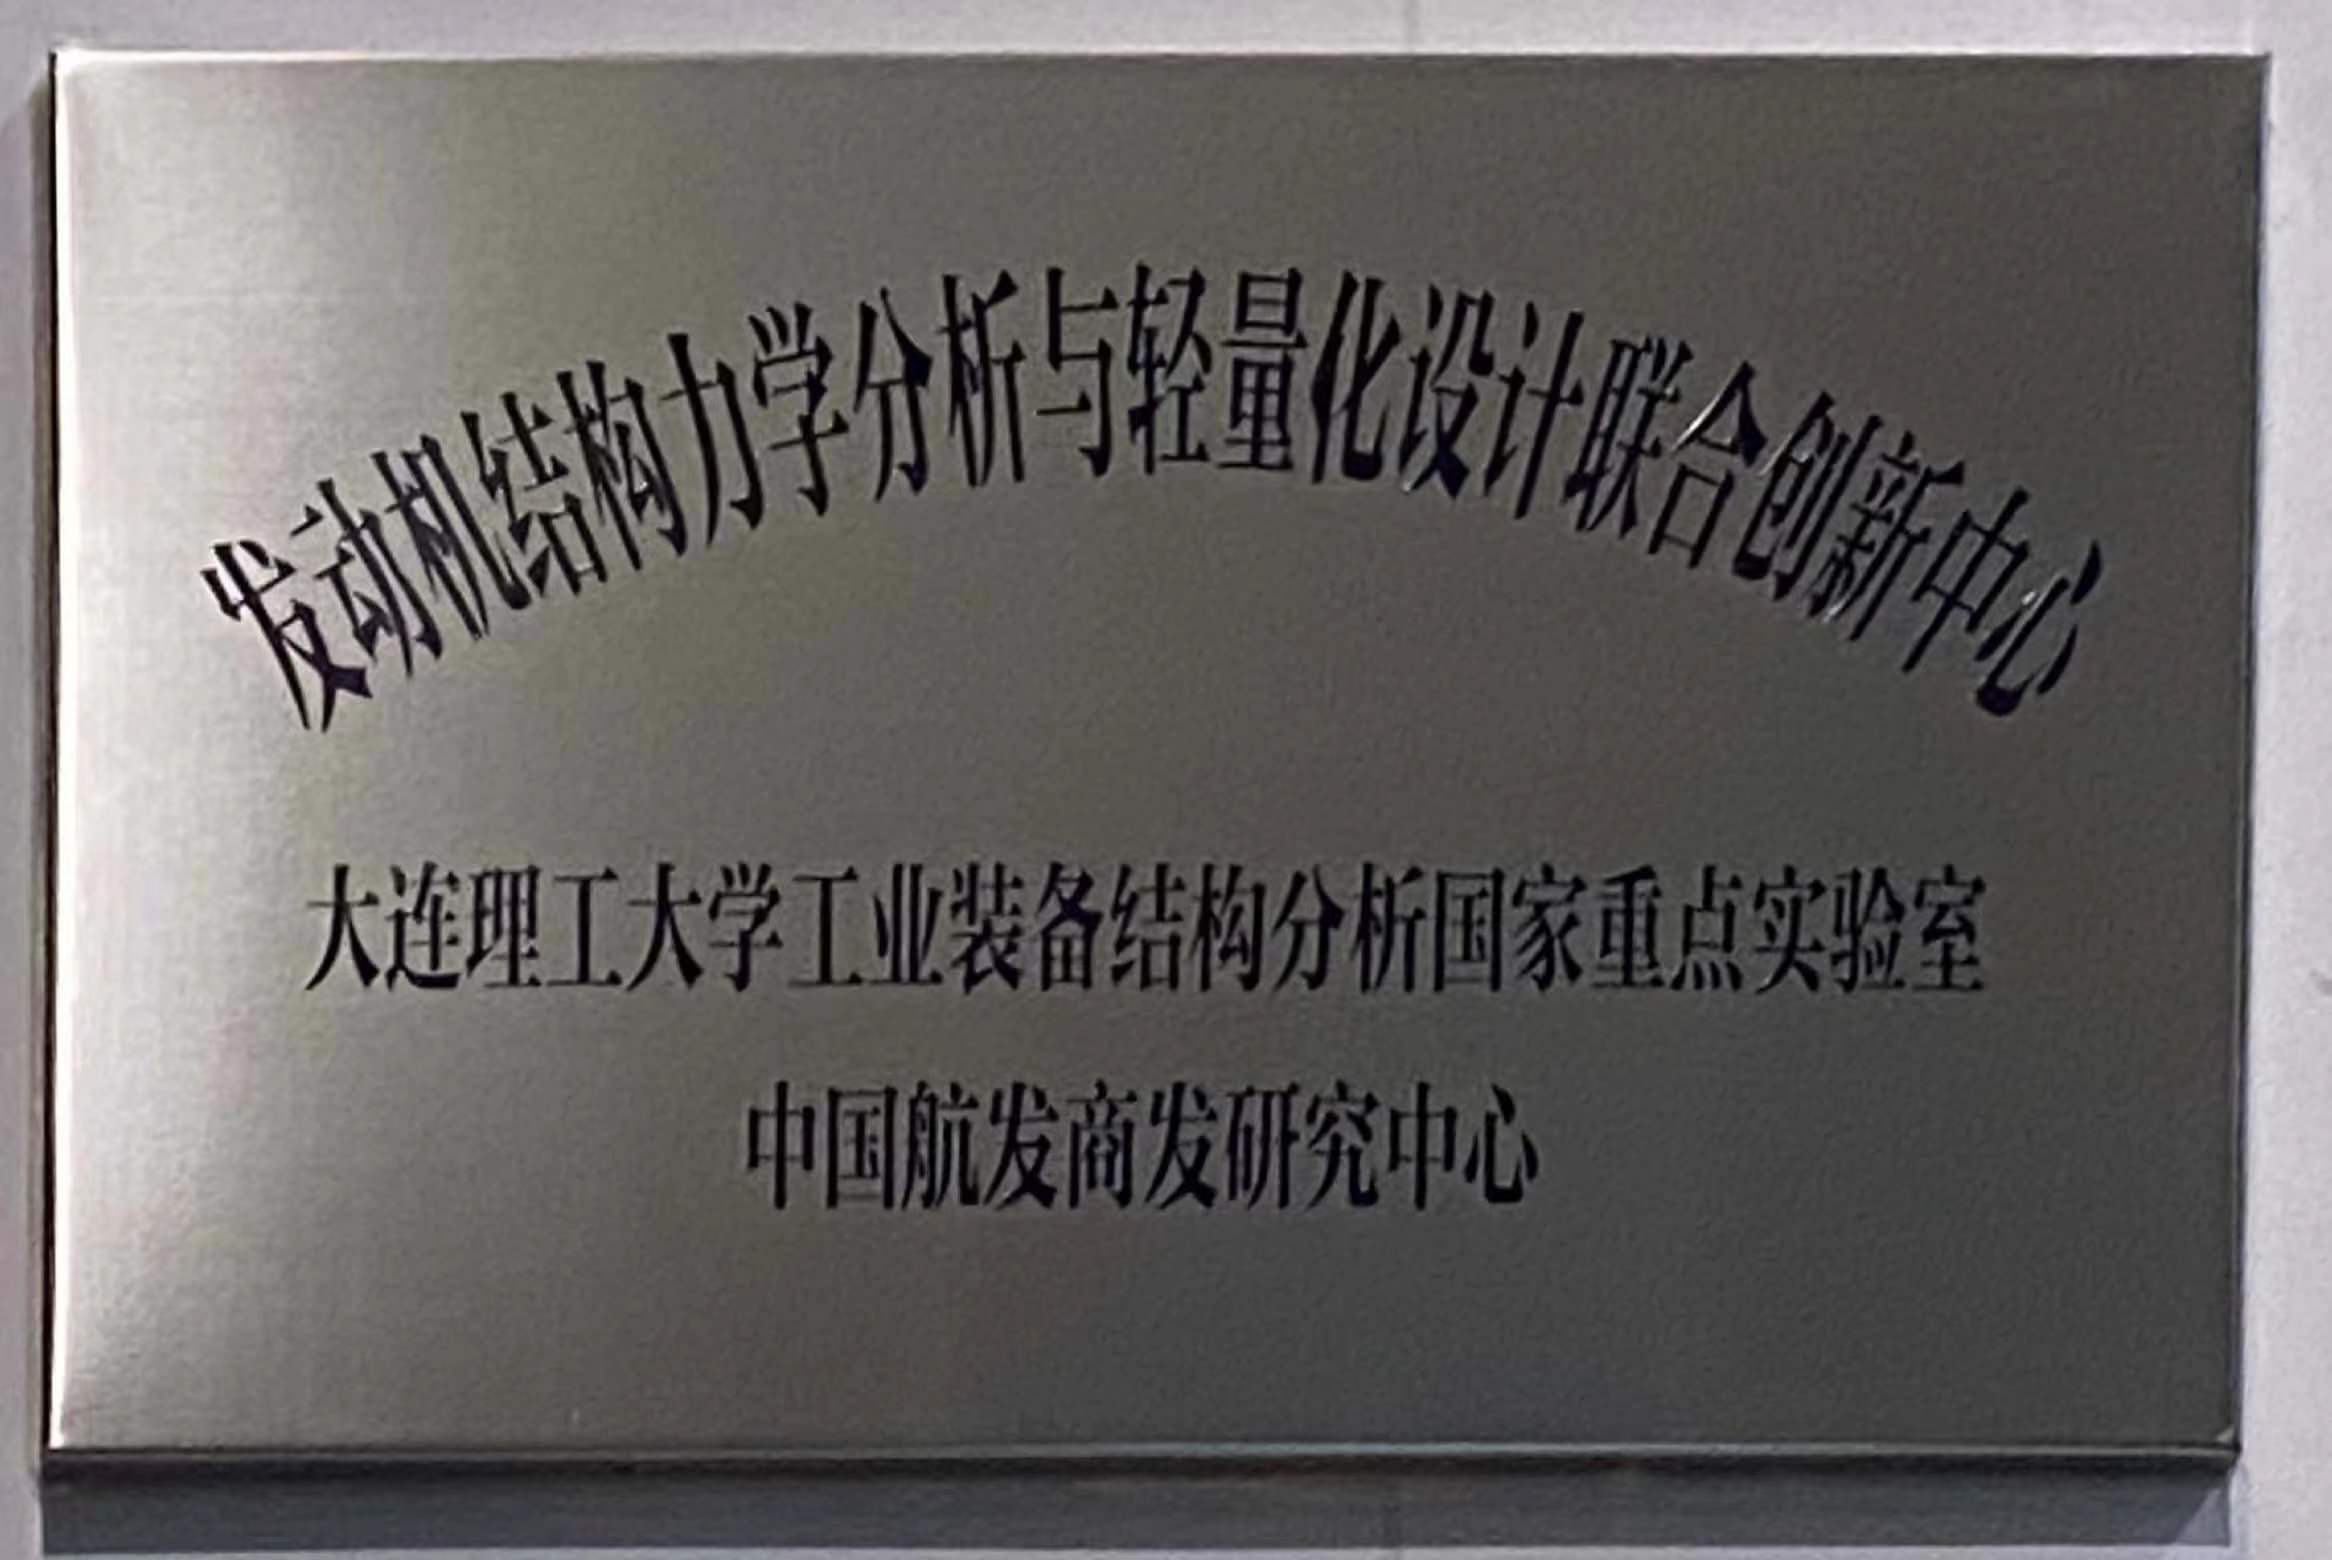 发动机结构力学分析与轻量化设计联合创新中心
大连理工大学工业装备结构分析国家重点实验室
中国航发商发研究中心